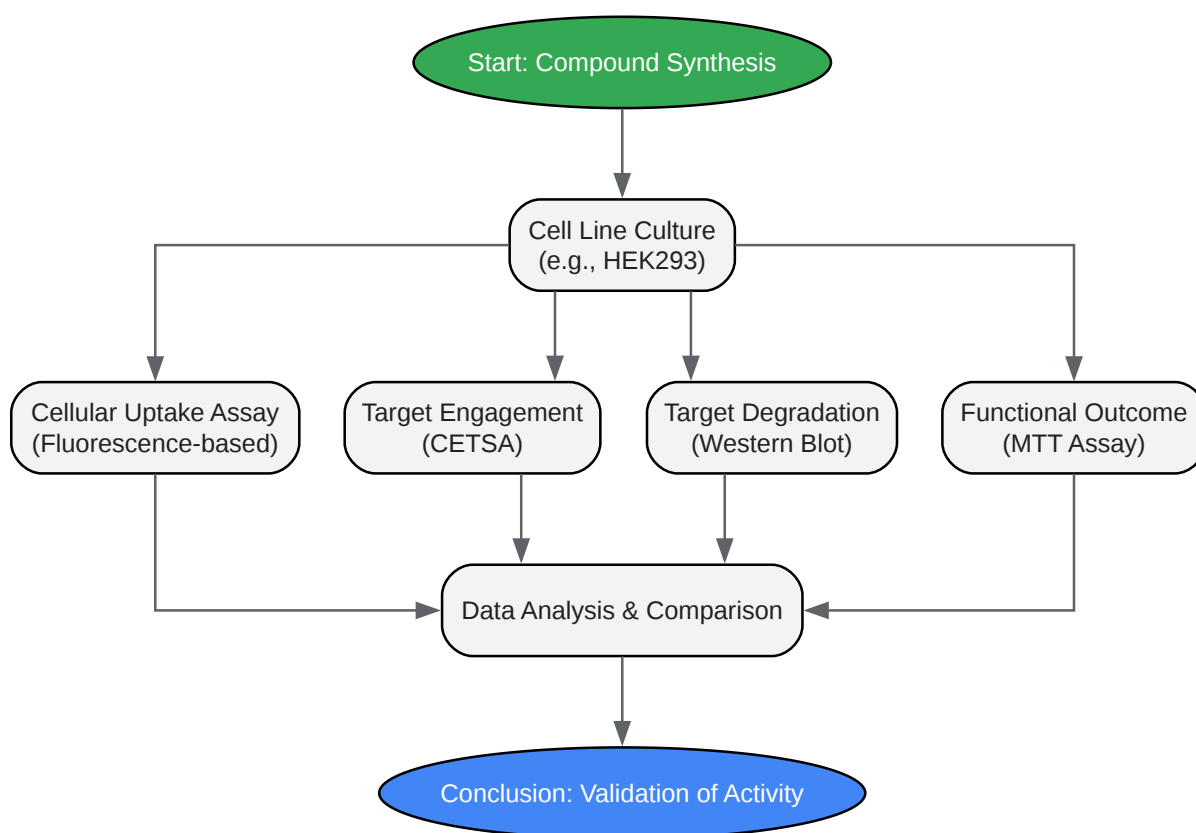 Start: Compound Synthesis
Cell Line Culture
(e.g., HEK293)
Cellular Uptake Assay
(Fluorescence-based)
Target Engagement
(CETSA)
Target Degradation
(Western Blot)
Functional Outcome
(MTT Assay)
Data Analysis & Comparison
Conclusion: Validation of Activity